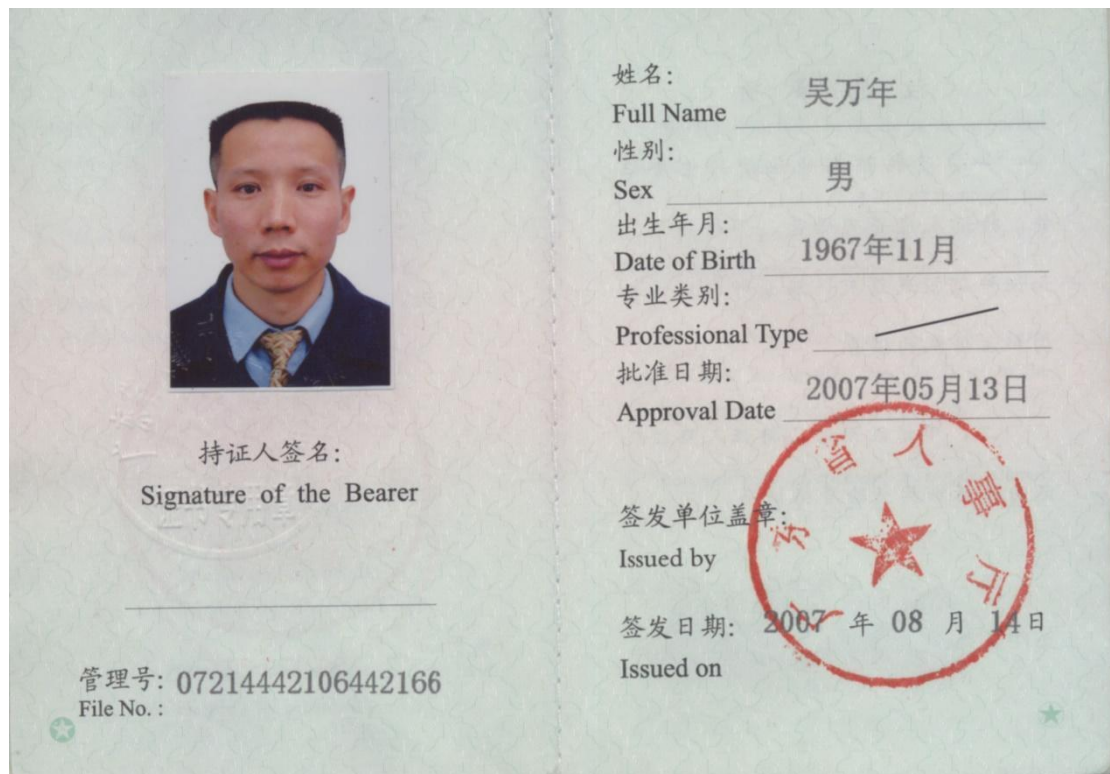 持证人签名:
Signature of the Bearer
管理号: 07214442106442166
File No. :
姓名:
吴万年
Full Name
性别:
男
Sex
出生年月:
1967年11月
Date of Birth
专业类别:
Professional Type
批准日期:
2007年05月13日
Approval Date
广东省人事厅
签发单位盖章:
Issued by
签发日期: 2007 年 08 月 14日
Issued on